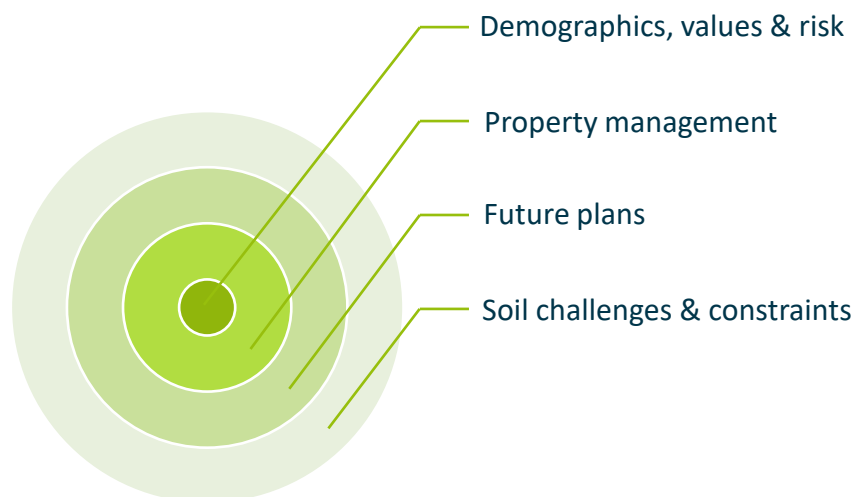 Demographics, values & risk
Property management
Future plans
Soil challenges & constraints